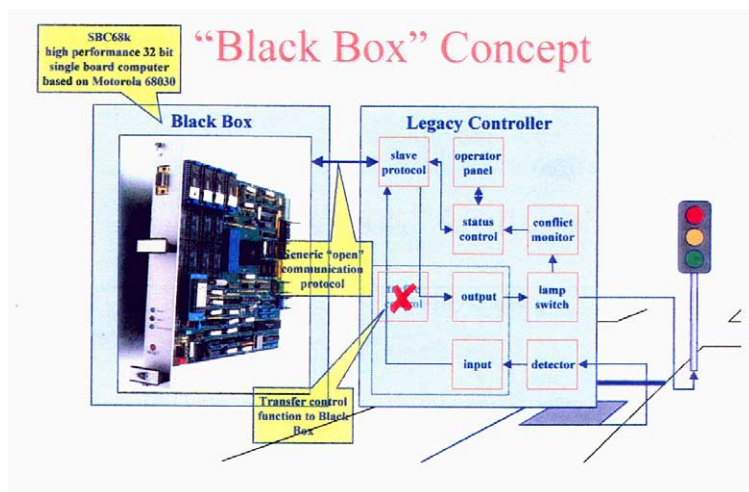 SBC68k
high performance 32 bit
single board computer
based on Motorola 68030
“Black Box” Concept
Black Box
Legacy Controller
slave
protocol
operator
panel
status
control
conflict
monitor
Generic “open”
communication
protocol
output
lamp
switch
input
detector
Transfer control
function to Black
Box